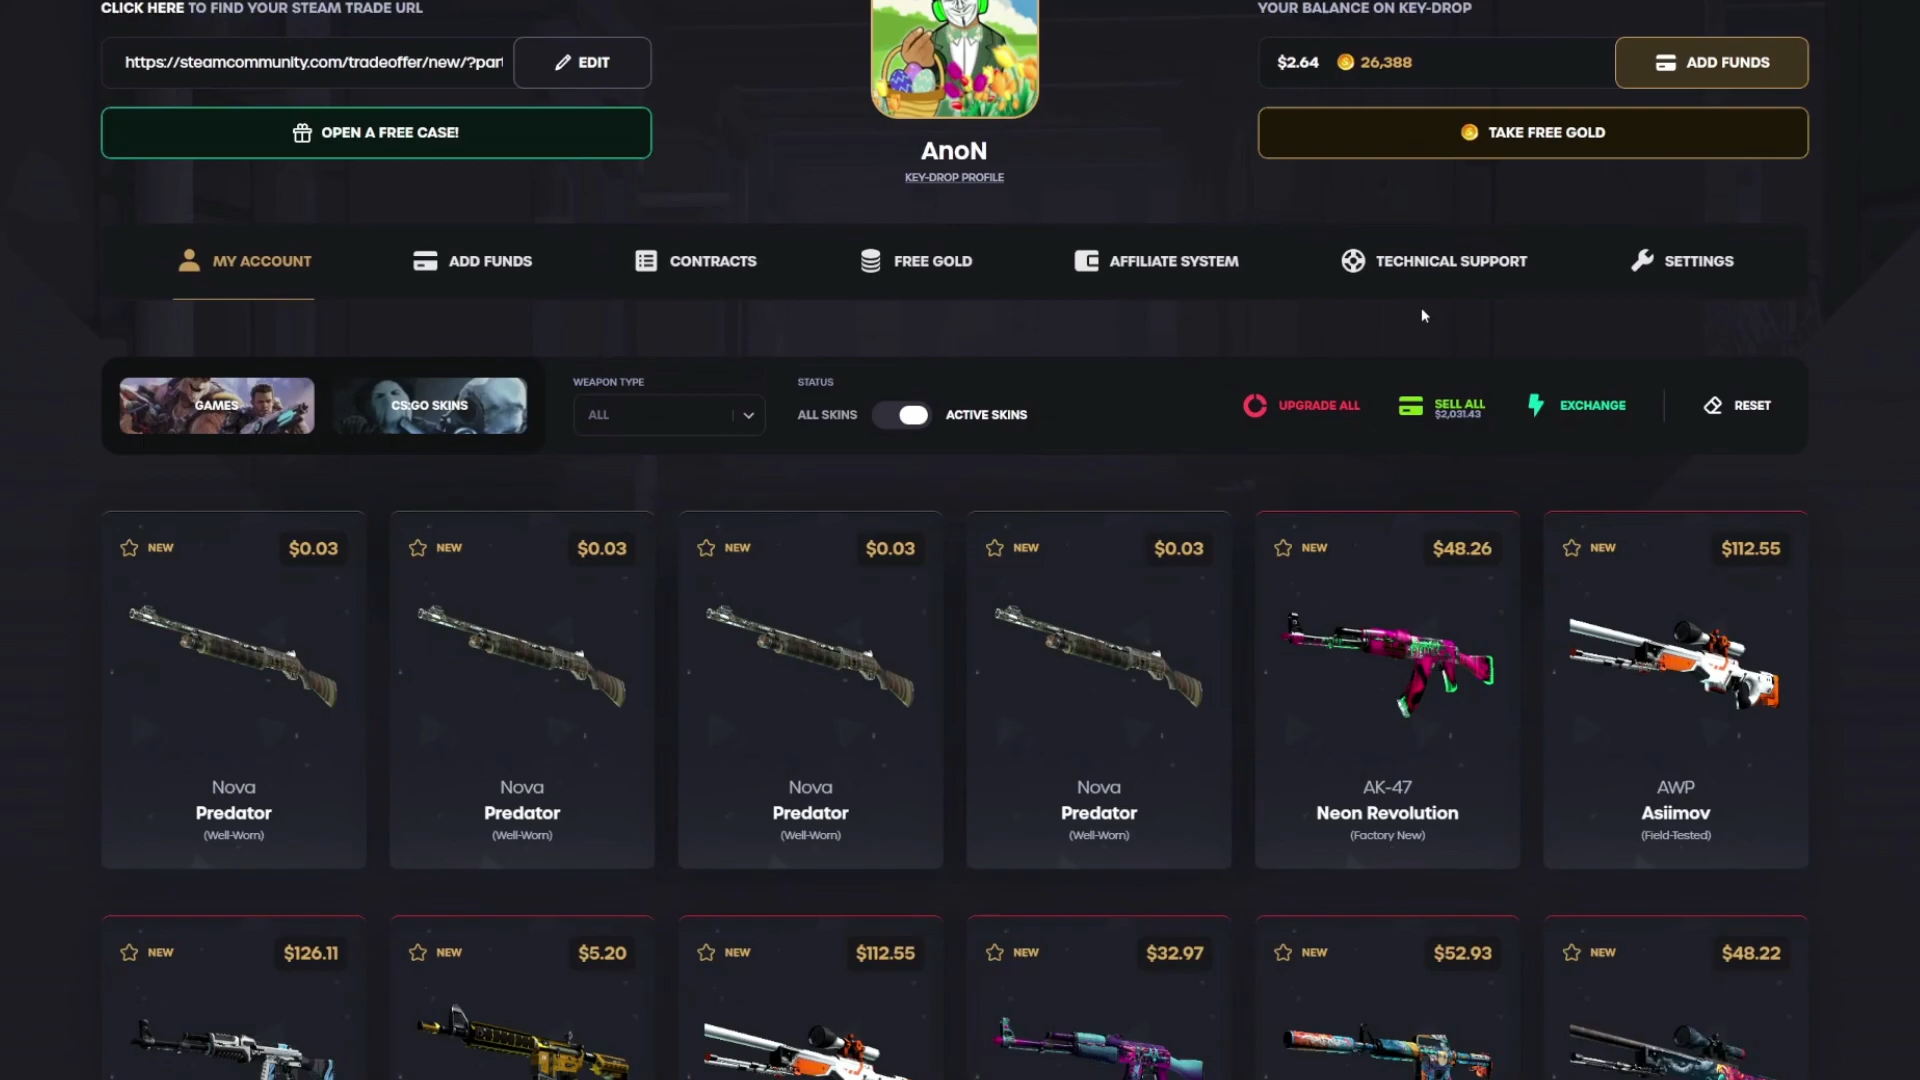 CLICK HERE TO FIND YOUR STEAM TRADE URL
YOUR BALANCE ON KEY-DROP
https://steamcommunity.com/tradeoffer/new/?part
EDIT
$2.64 26,388
ADD FUNDS
OPEN A FREE CASE!
TAKE FREE GOLD
AnoN
KEY-DROP PROFILE
MY ACCOUNT
ADD FUNDS
CONTRACTS
FREE GOLD
AFFILIATE SYSTEM
TECHNICAL SUPPORT
SETTINGS
GAMES
CS:GO SKINS
WEAPON TYPE
ALL
STATUS
ALL SKINS
ACTIVE SKINS
UPGRADE ALL
SELL ALL
$2,031.43
EXCHANGE
RESET
NEW $0.03
Nova
Predator
(Well-Worn)
NEW $0.03
Nova
Predator
(Well-Worn)
NEW $0.03
Nova
Predator
(Well-Worn)
NEW $0.03
Nova
Predator
(Well-Worn)
NEW $48.26
AK-47
Neon Revolution
(Factory New)
NEW $112.55
AWP
Asiimov
(Field-Tested)
NEW $126.11
NEW $5.20
NEW $112.55
NEW $32.97
NEW $52.93
NEW $48.22